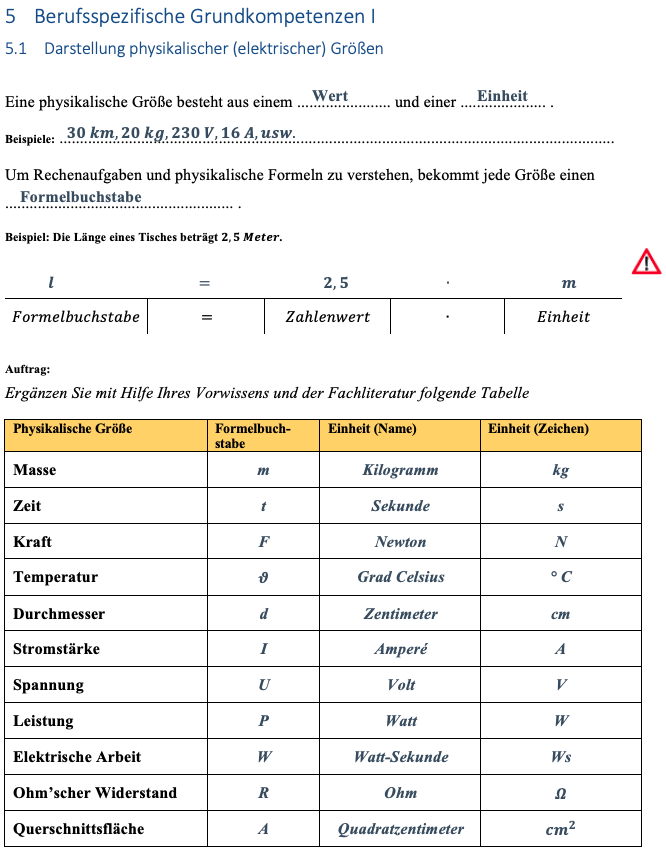 5 Berufsspezifische Grundkompetenzen I
5.1 Darstellung physikalischer (elektrischer) Größen
Eine physikalische Größe besteht aus einem ...Wert... und einer ...Einheit... .
Beispiele: 30 km, 20 kg, 230 V, 16 A, usw.
Um Rechenaufgaben und physikalische Formeln zu verstehen, bekommt jede Größe einen
Formelbuchstabe .
Beispiel: Die Länge eines Tisches beträgt 2,5 Meter.
l = 2,5 · m
Formelbuchstabe = Zahlenwert · Einheit
Auftrag:
Ergänzen Sie mit Hilfe Ihres Vorwissens und der Fachliteratur folgende Tabelle
Physikalische Größe Formelbuch- Einheit (Name) Einheit (Zeichen)
stabe
Masse m Kilogramm kg
Zeit t Sekunde s
Kraft F Newton N
Temperatur ϑ Grad Celsius ° C
Durchmesser d Zentimeter cm
Stromstärke I Amperé A
Spannung U Volt V
Leistung P Watt W
Elektrische Arbeit W Watt-Sekunde Ws
Ohm'scher Widerstand R Ohm Ω
Querschnittsfläche A Quadratzentimeter cm²